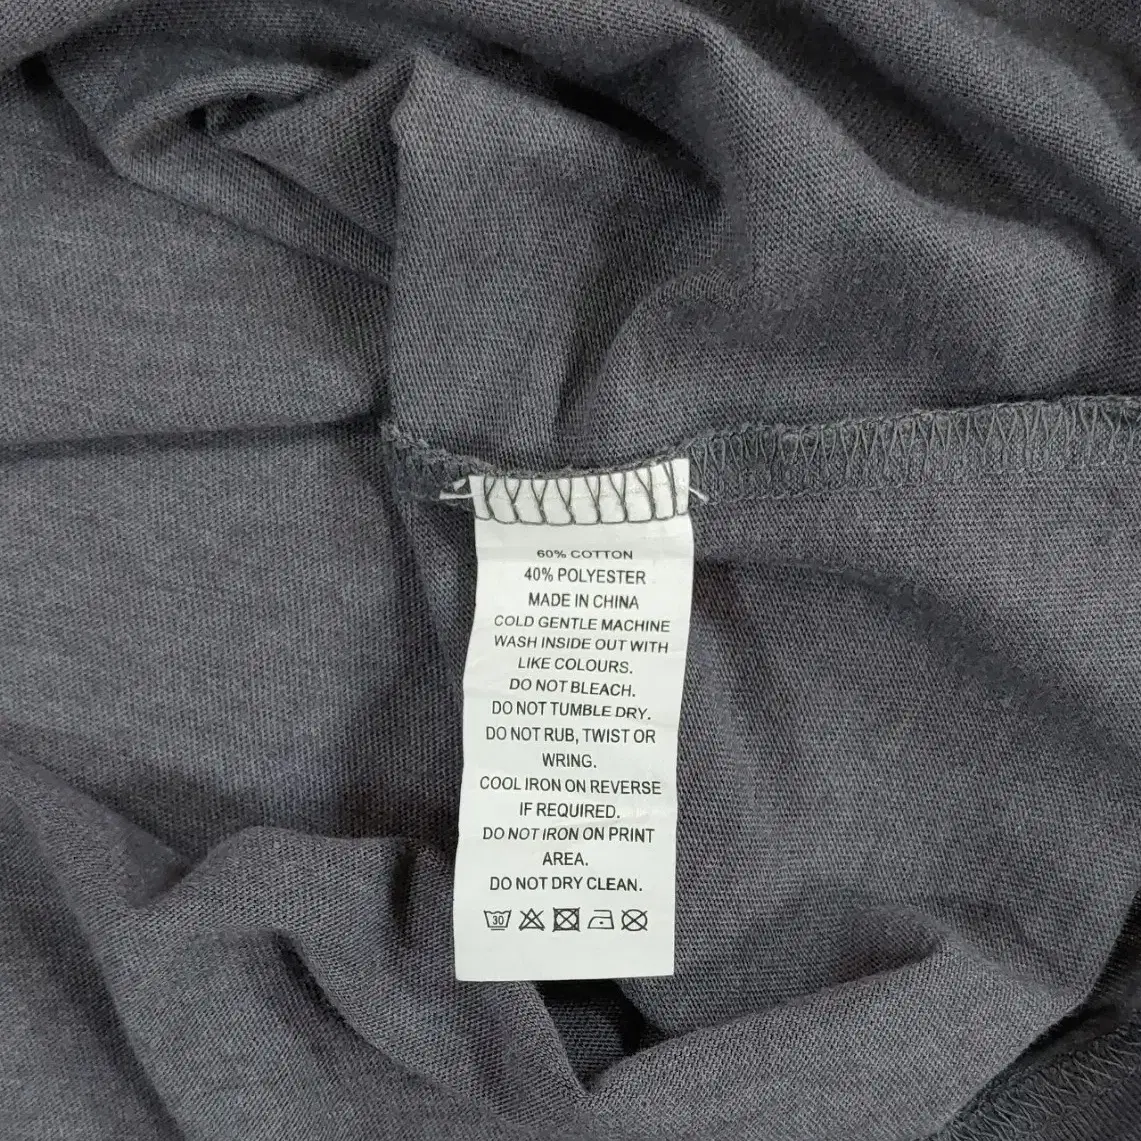 60% COTTON
40% POLYESTER
MADE IN CHINA
COLD GENTLE MACHINE
WASH INSIDE OUT WITH
LIKE COLOURS.
DO NOT BLEACH.
DO NOT TUMBLE DRY.
DO NOT RUB, TWIST OR
WRING.
COOL IRON ON REVERSE
IF REQUIRED.
DO NOT IRON ON PRINT
AREA.
DO NOT DRY CLEAN.
30